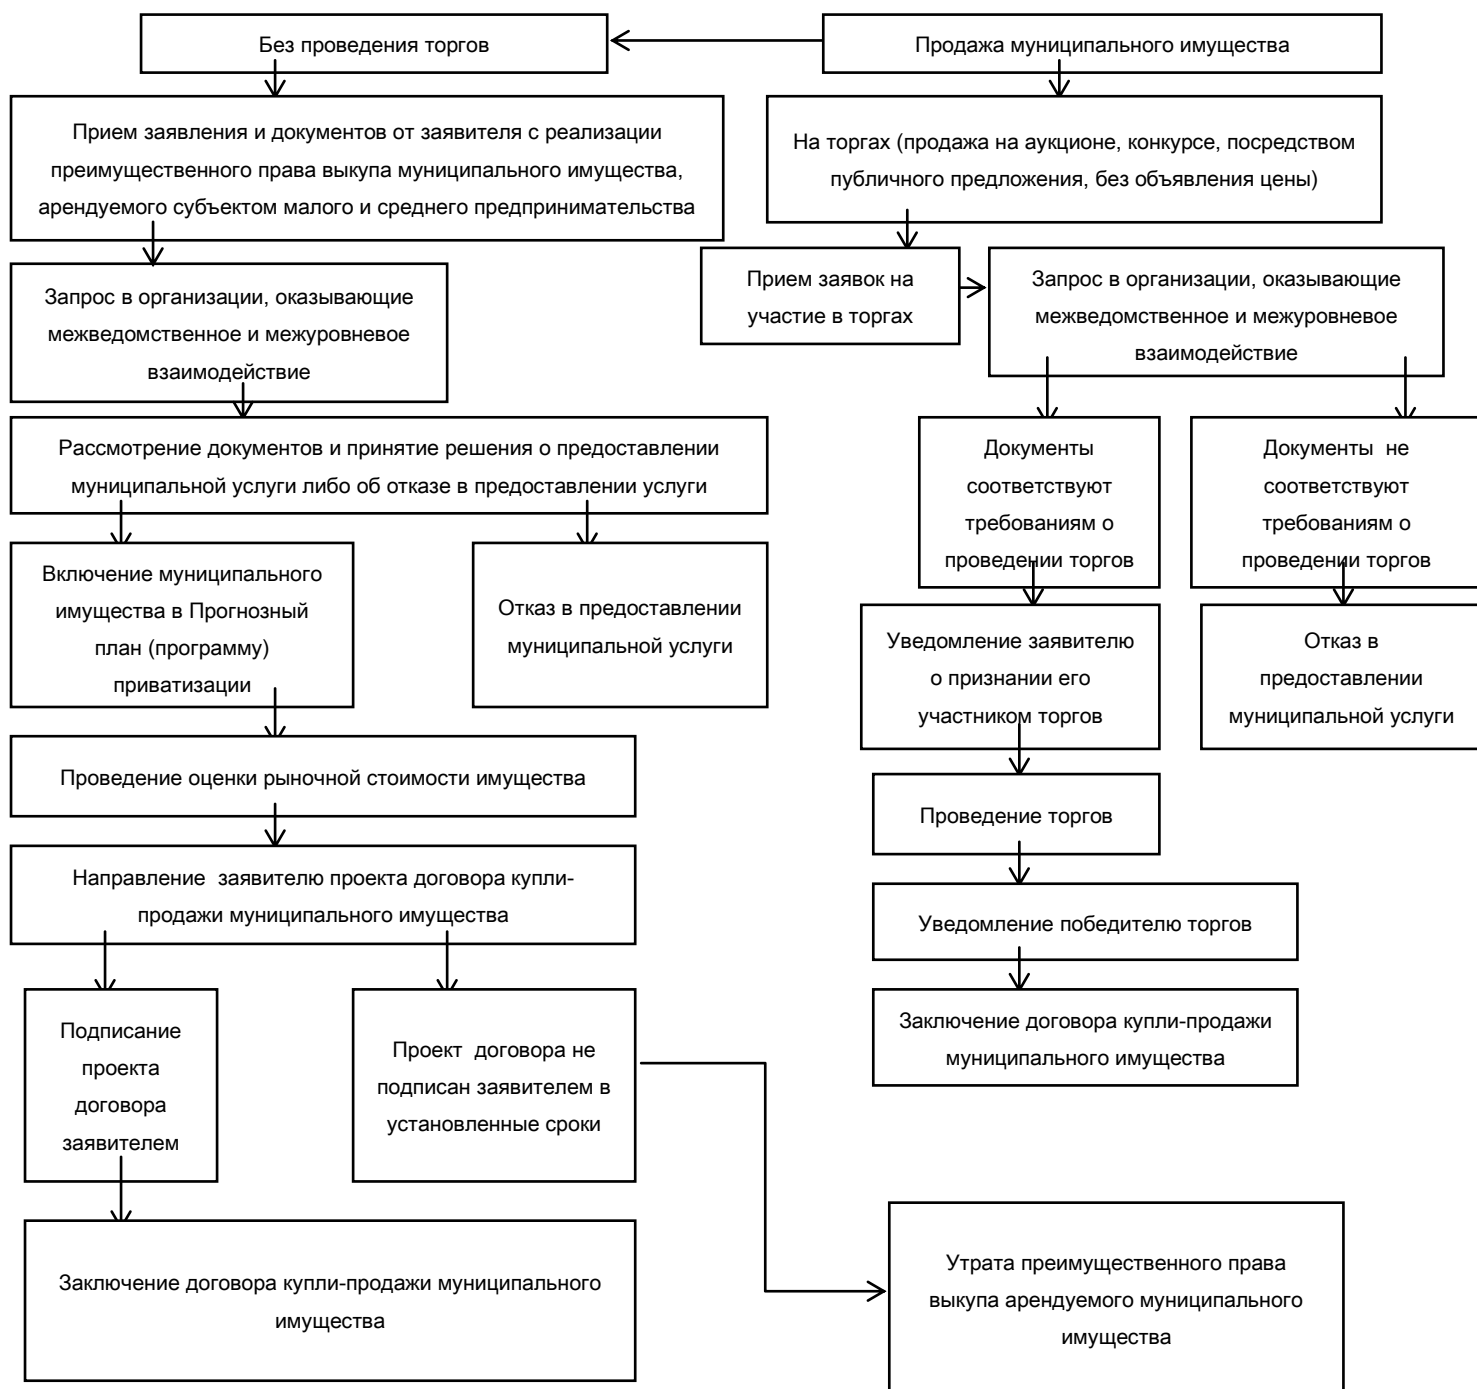 Без проведения торгов
Продажа муниципального имущества
Прием заявления и документов от заявителя с реализации
преимущественного права выкупа муниципального имущества,
арендуемого субъектом малого и среднего предпринимательства
На торгах (продажа на аукционе, конкурсе, посредством
публичного предложения, без объявления цены)
Запрос в организации, оказывающие
межведомственное и межуровневое
взаимодействие
Прием заявок на
участие в торгах
Запрос в организации, оказывающие
межведомственное и межуровневое
взаимодействие
Рассмотрение документов и принятие решения о предоставлении
муниципальной услуги либо об отказе в предоставлении услуги
Документы
соответствуют
требованиям о
проведении торгов
Документы  не
соответствуют
требованиям о
проведении торгов
Включение муниципального
имущества в Прогнозный
план (программу)
приватизации
Отказ в предоставлении
муниципальной услуги
Уведомление заявителю
о признании его
участником торгов
Отказ в
предоставлении
муниципальной услуги
Проведение оценки рыночной стоимости имущества
Проведение торгов
Направление  заявителю проекта договора купли-
продажи муниципального имущества
Уведомление победителю торгов
Подписание
проекта
договора
заявителем
Проект  договора не
подписан заявителем в
установленные сроки
Заключение договора купли-продажи
муниципального имущества
Заключение договора купли-продажи муниципального
имущества
Утрата преимущественного права
выкупа арендуемого муниципального
имущества